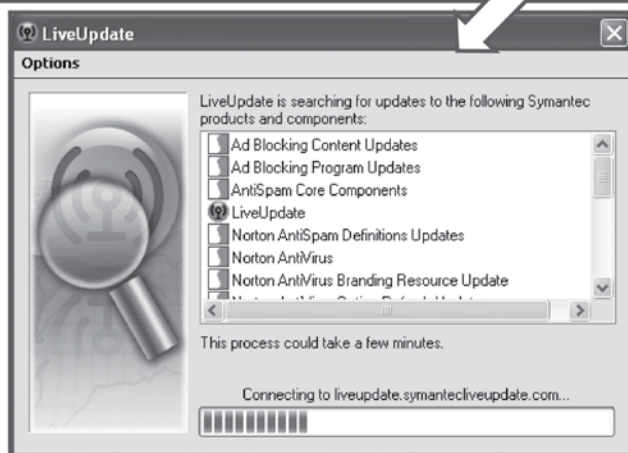 LiveUpdate
Options
LiveUpdate is searching for updates to the following Symantec
products and components:
Ad Blocking Content Updates
Ad Blocking Program Updates
AntiSpam Core Components
LiveUpdate
Norton AntiSpam Definitions Updates
Norton AntiVirus
Norton AntiVirus Branding Resource Update
This process could take a few minutes.
Connecting to liveupdate.symantecliveupdate.com...